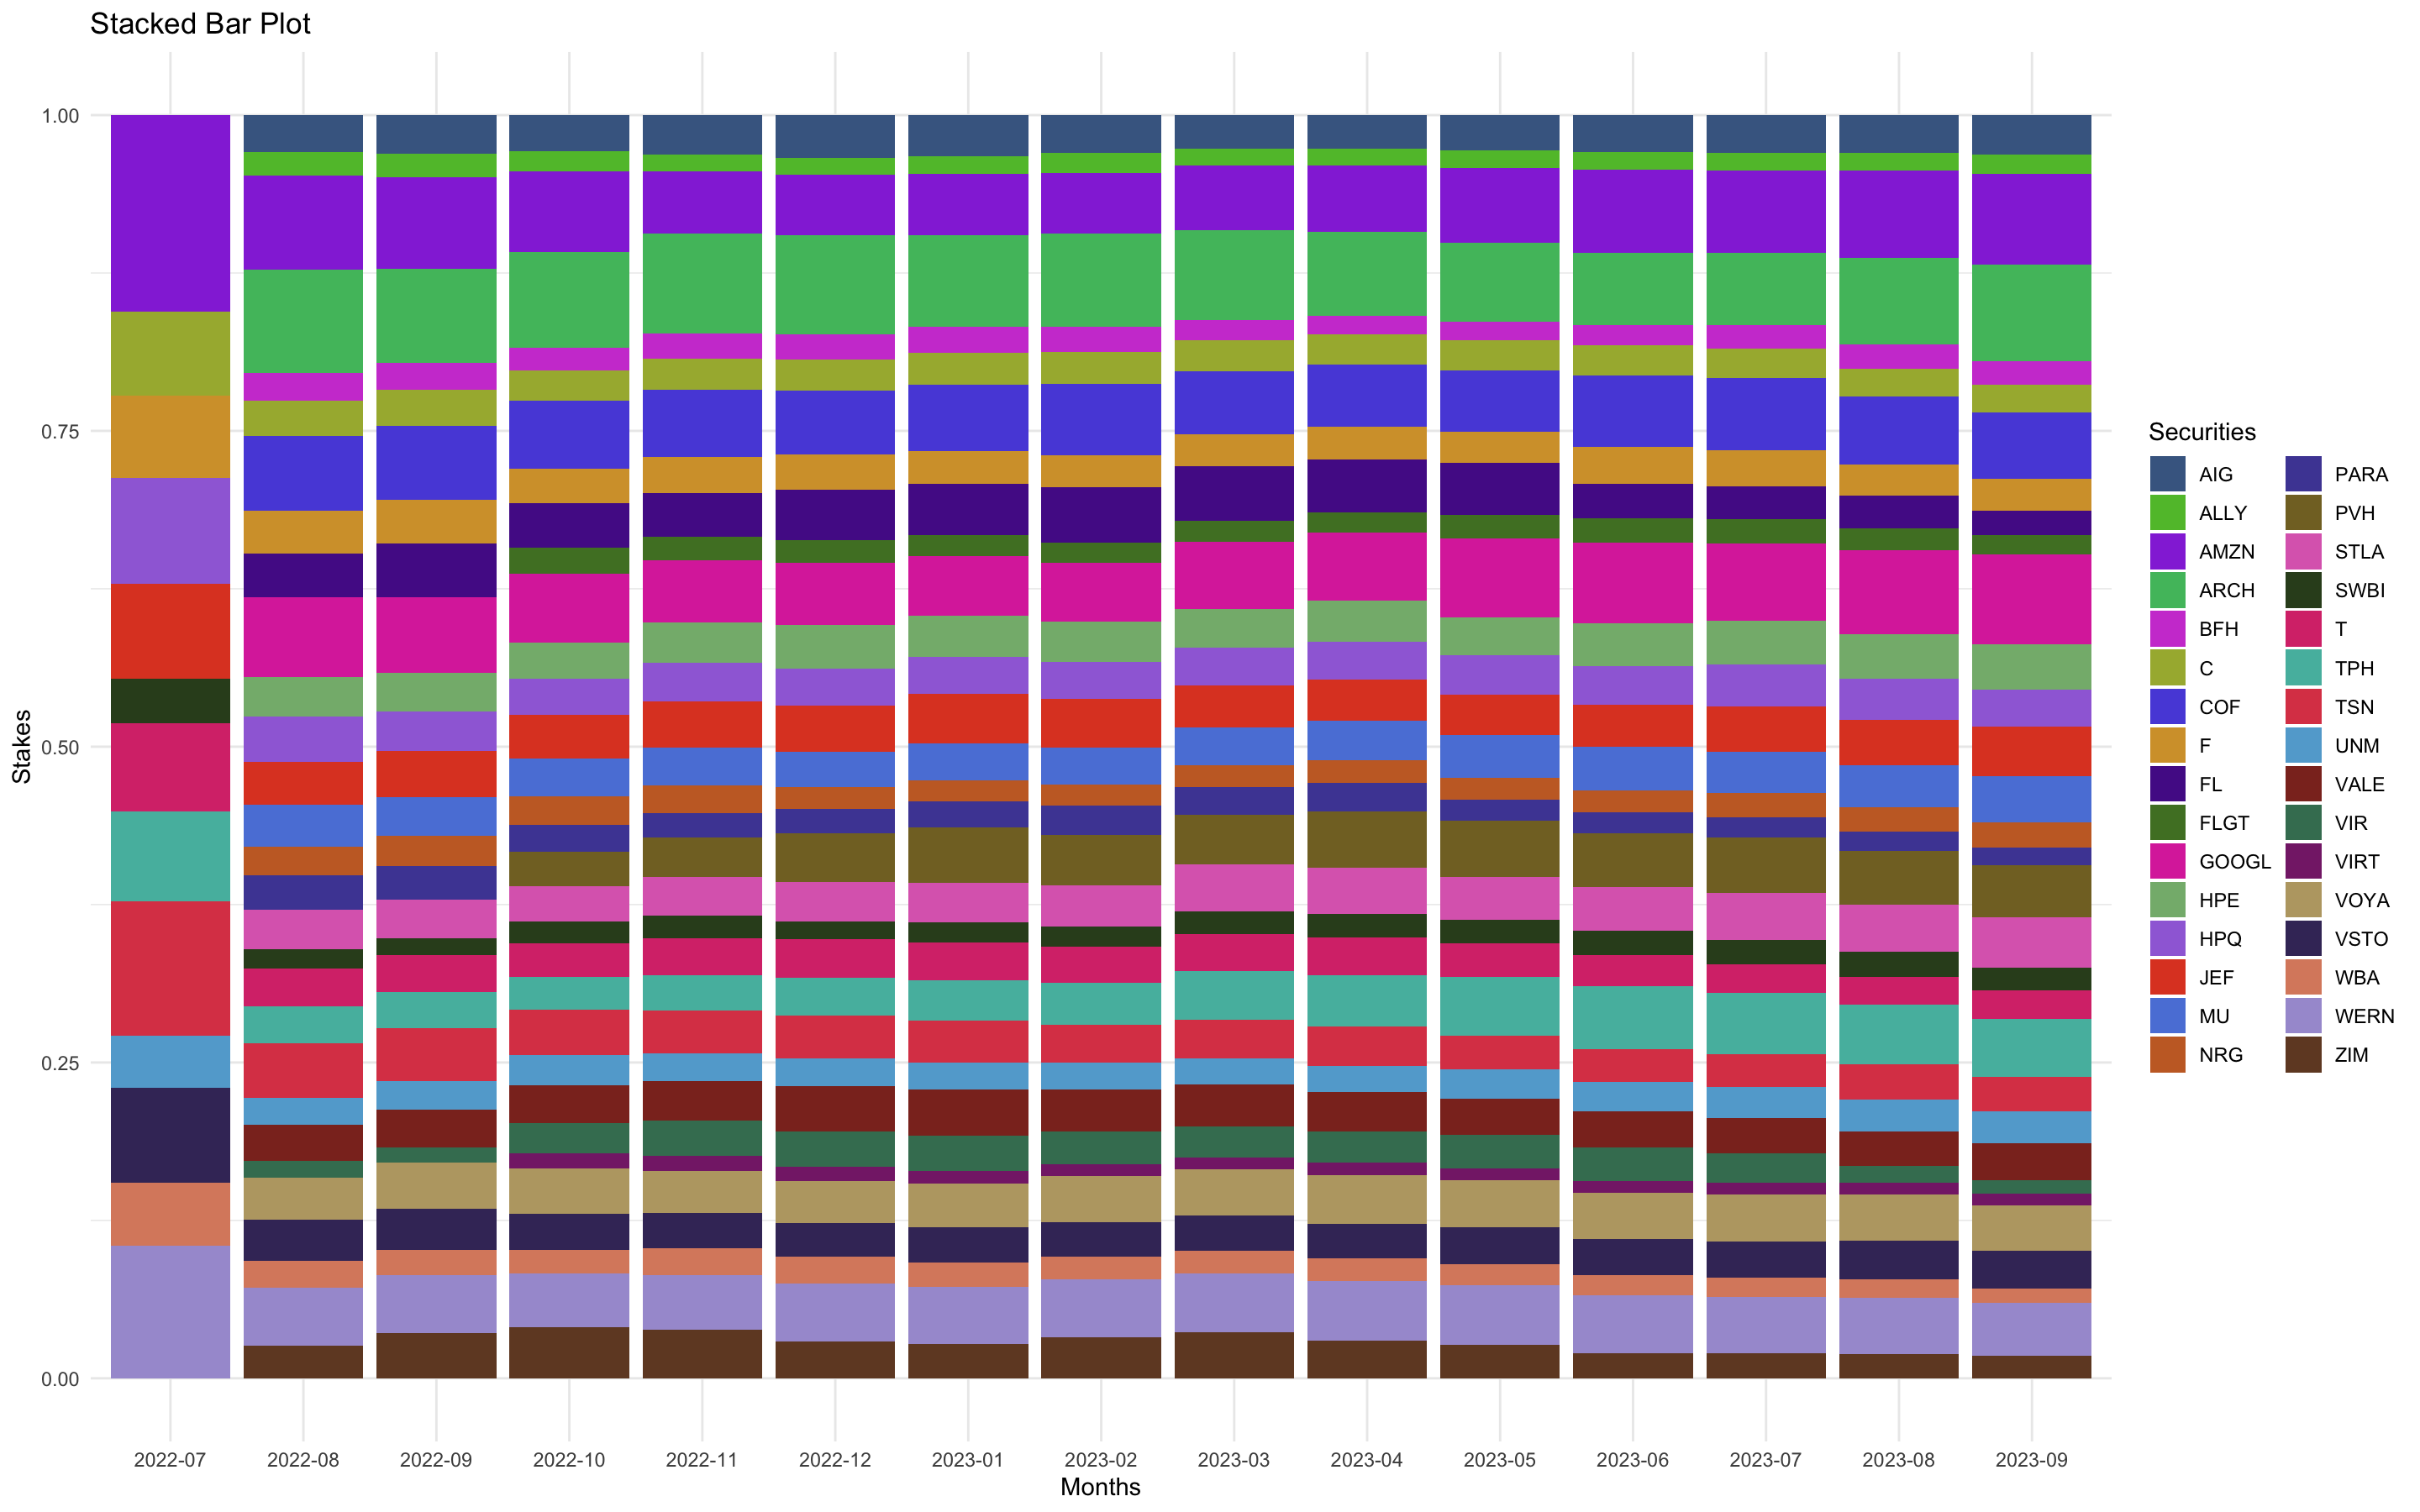 Stacked Bar Plot
1.00
0.75
0.50
0.25
0.00
Stakes
2022-07 2022-08 2022-09 2022-10 2022-11 2022-12 2023-01 2023-02 2023-03 2023-04 2023-05 2023-06 2023-07 2023-08 2023-09
Months
Securities
AIG PARA
ALLY PVH
AMZN STLA
ARCH SWBI
BFH T
C TPH
COF TSN
F UNM
FL VALE
FLGT VIR
GOOGL VIRT
HPE VOYA
HPQ VSTO
JEF WBA
MU WERN
NRG ZIM